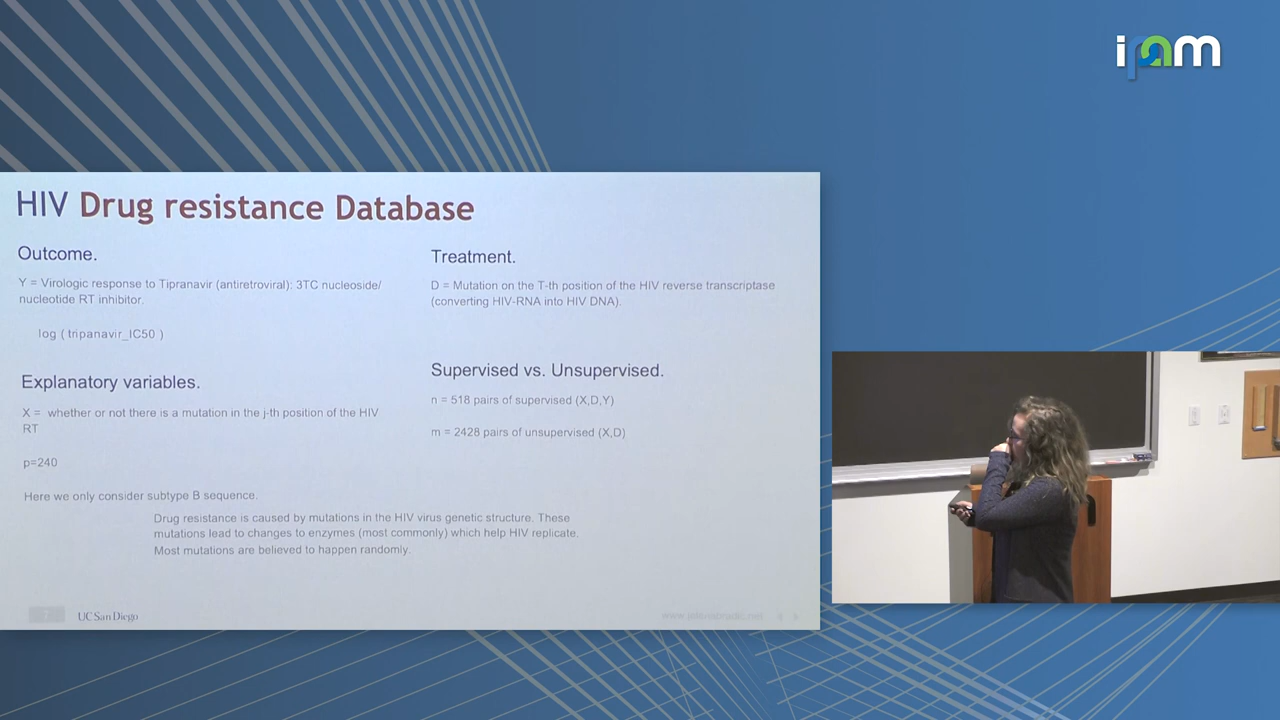 ipam
HIV Drug resistance Database
Outcome.
Y = Virologic response to Tipranavir (antiretroviral): 3TC nucleoside/
nucleotide RT inhibitor.
log ( tripanavir_IC50 )
Explanatory variables.
X = whether or not there is a mutation in the j-th position of the HIV
RT
p=240
Here we only consider subtype B sequence.
Treatment.
D = Mutation on the T-th position of the HIV reverse transcriptase
(converting HIV-RNA into HIV DNA).
Supervised vs. Unsupervised.
n = 518 pairs of supervised (X,D,Y)
m = 2428 pairs of unsupervised (X,D)
Drug resistance is caused by mutations in the HIV virus genetic structure. These
mutations lead to changes to enzymes (most commonly) which help HIV replicate.
Most mutations are believed to happen randomly.
UC San Diego